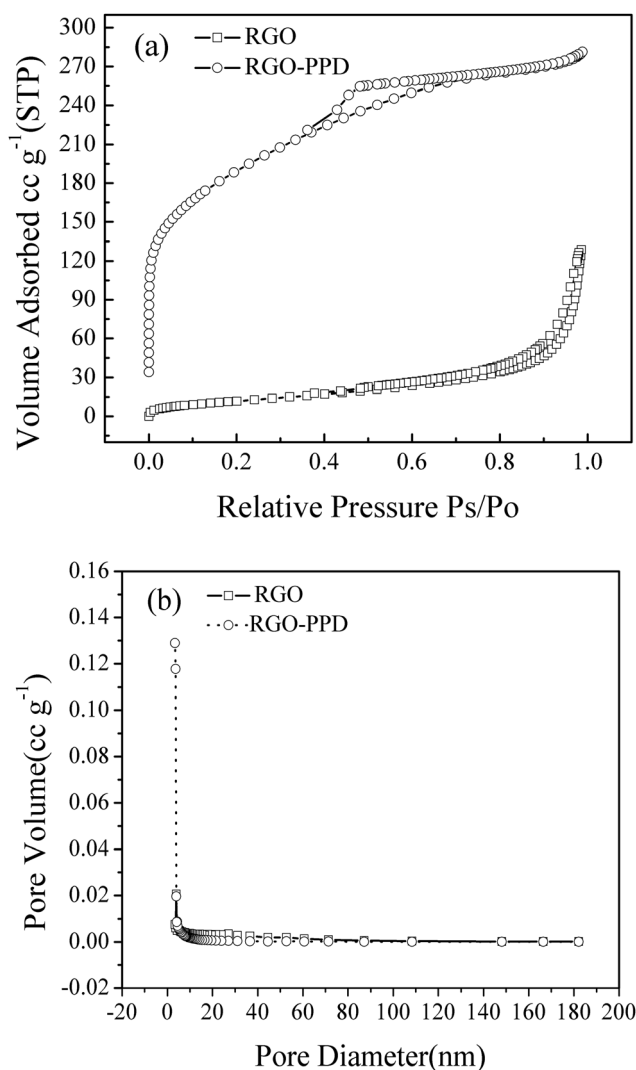 (a)
RGO
RGO-PPD
300
270
240
210
180
150
120
90
60
30
0
Volume Adsorbed cc g⁻¹(STP)
0.0 0.2 0.4 0.6 0.8 1.0
Relative Pressure Ps/Po
(b)
RGO
RGO-PPD
0.16
0.14
0.12
0.10
0.08
0.06
0.04
0.02
0.00
-0.02
Pore Volume(cc g⁻¹)
-20 0 20 40 60 80 100 120 140 160 180 200
Pore Diameter(nm)